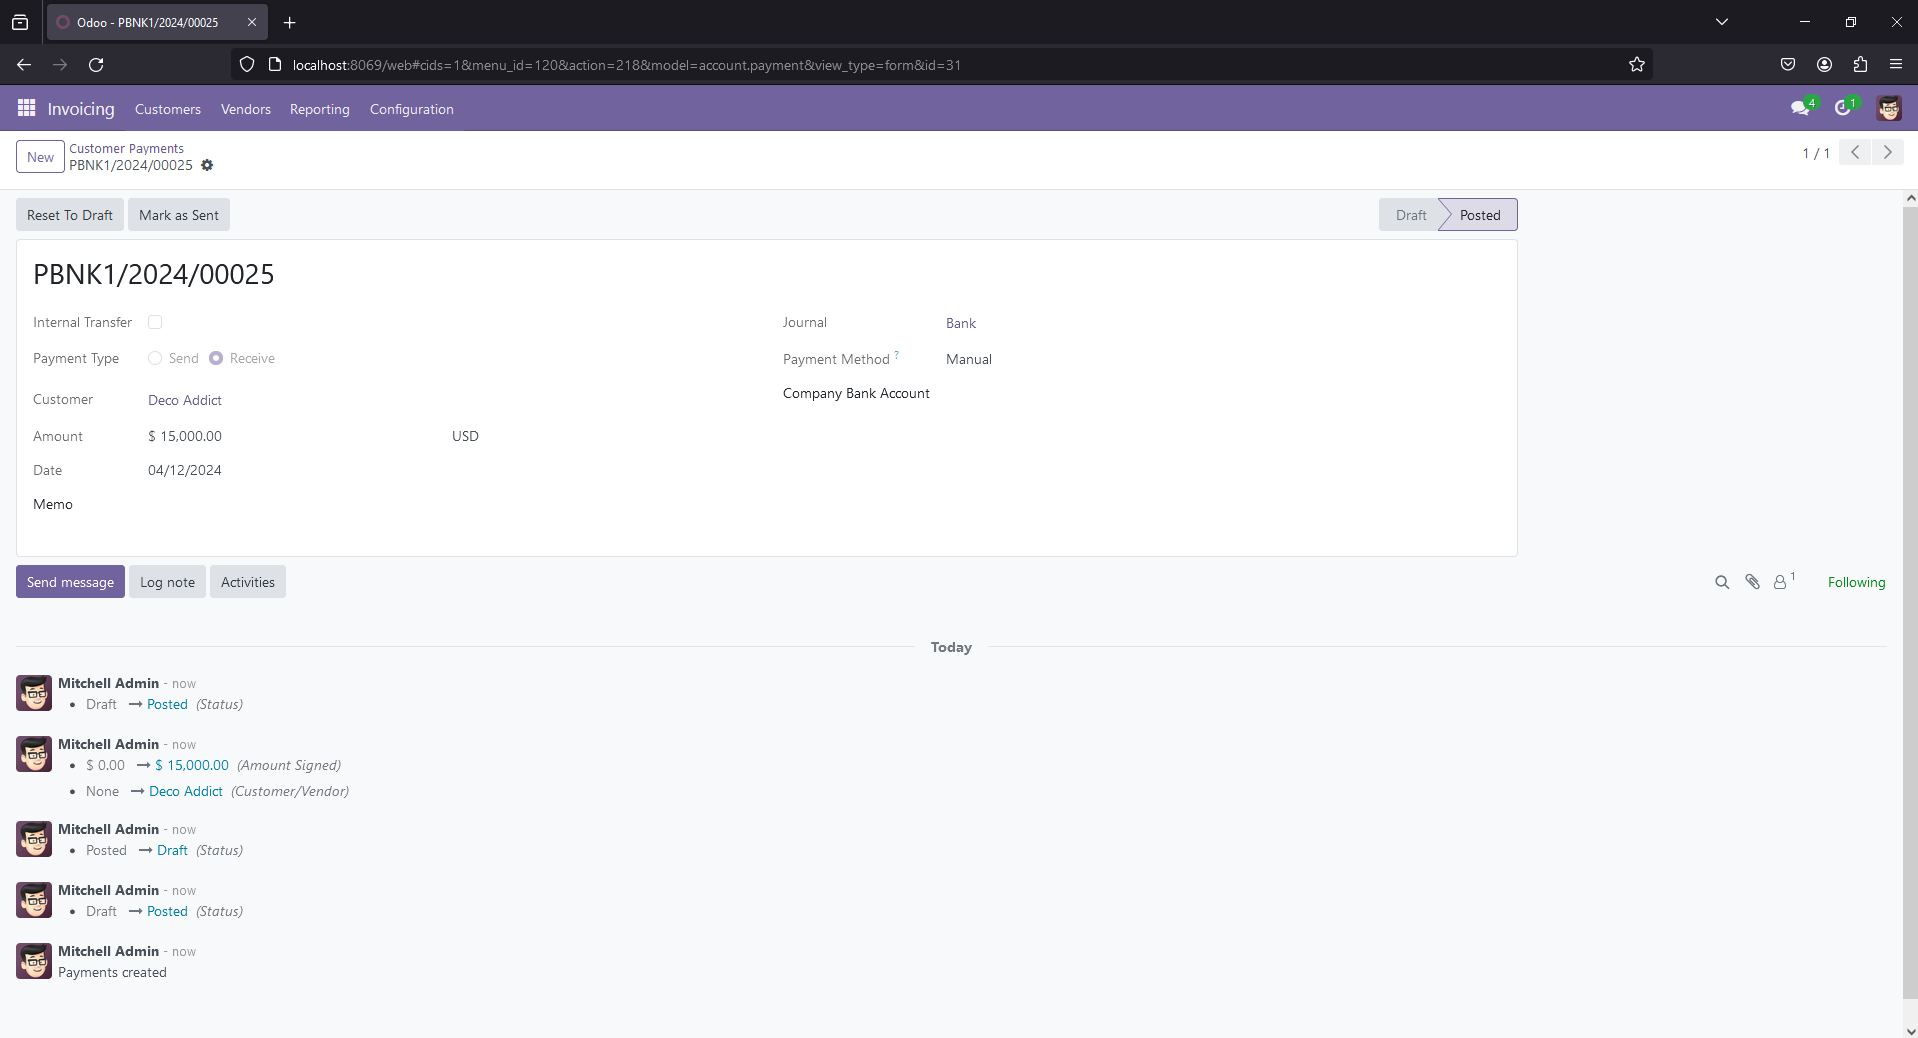 Odoo - PBNK1/2024/00025
localhost:8069/web#cids=1&menu_id=120&action=218&model=account.payment&view_type=form&id=31
Invoicing Customers Vendors Reporting Configuration 4 1
New Customer Payments
PBNK1/2024/00025
1 / 1
Reset To Draft Mark as Sent Draft Posted
PBNK1/2024/00025
Internal Transfer Journal Bank
Payment Type Send Receive Payment Method ? Manual
Customer Deco Addict Company Bank Account
Amount $ 15,000.00 USD
Date 04/12/2024
Memo
Send message Log note Activities 1 Following
Today
Mitchell Admin - now
• Draft → Posted (Status)
Mitchell Admin - now
• $ 0.00 → $ 15,000.00 (Amount Signed)
• None → Deco Addict (Customer/Vendor)
Mitchell Admin - now
• Posted → Draft (Status)
Mitchell Admin - now
• Draft → Posted (Status)
Mitchell Admin - now
Payments created